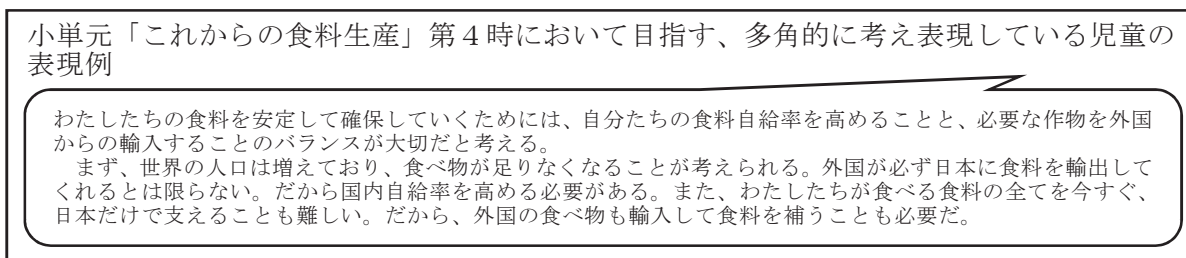 小単元「これからの食料生産」第４時において目指す、多角的に考え表現している児童の
表現例
わたしたちの食料を安定して確保していくためには、自分たちの食料自給率を高めることと、必要な作物を外国
からの輸入することのバランスが大切だと考える。
　まず、世界の人口は増えており、食べ物が足りなくなることが考えられる。外国が必ず日本に食料を輸出して
くれるとは限らない。だから国内自給率を高める必要がある。また、わたしたちが食べる食料の全てを今すぐ、
日本だけで支えることも難しい。だから、外国の食べ物も輸入して食料を補うことも必要だ。